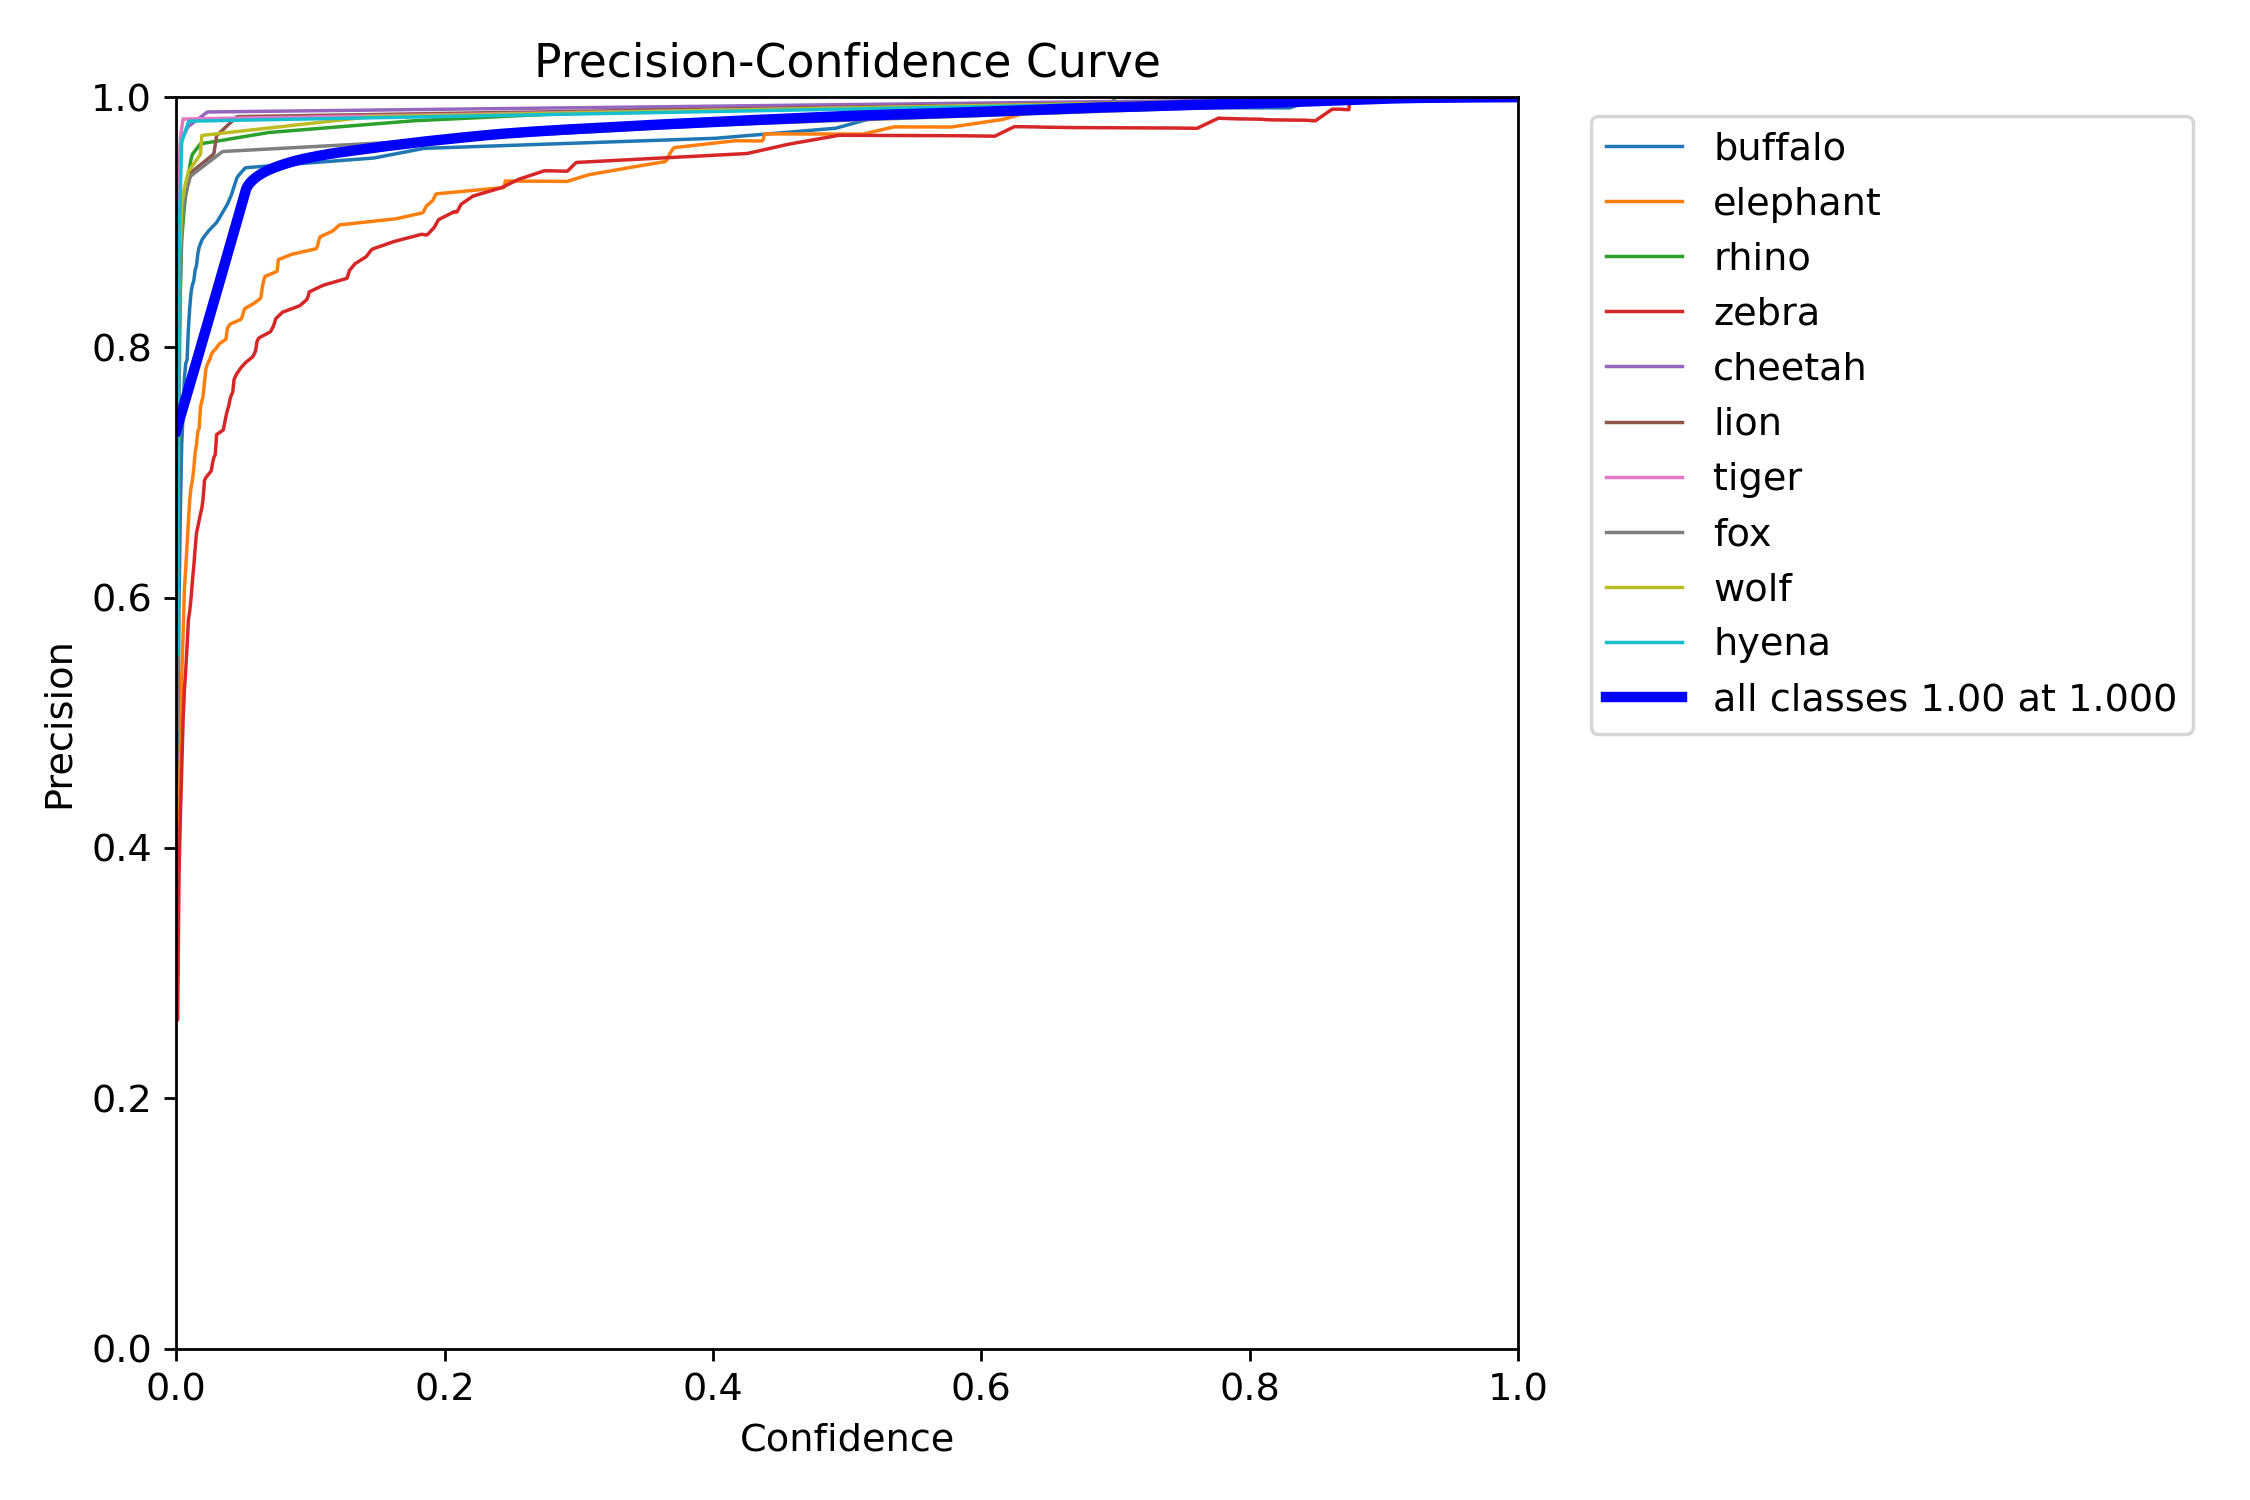 Precision-Confidence Curve
1.0
0.8
0.6
0.4
0.2
0.0
Precision
0.0 0.2 0.4 0.6 0.8 1.0
Confidence
buffalo
elephant
rhino
zebra
cheetah
lion
tiger
fox
wolf
hyena
all classes 1.00 at 1.000